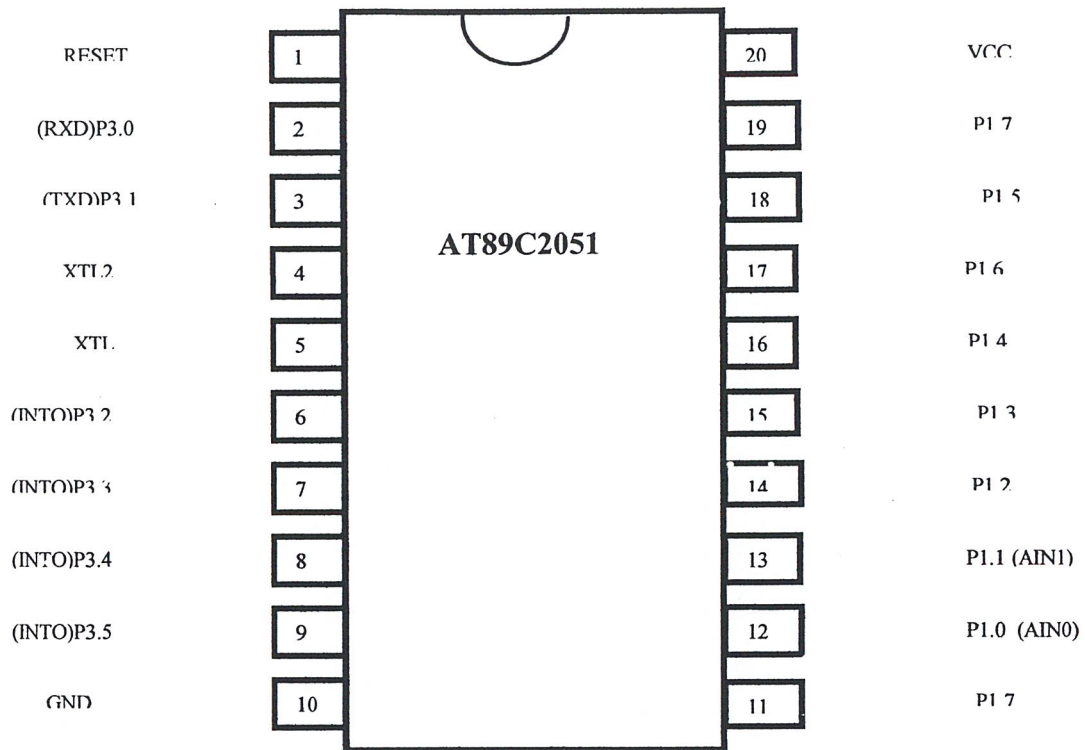 RESET 1 20 VCC
(RXD)P3.0 2 19 P1.7
(TXD)P3.1 3 18 P1.5
AT89C2051
XTL2 4 17 P1.6
XTL 5 16 P1.4
(INTO)P3.2 6 15 P1.3
(INTO)P3.3 7 14 P1.2
(INTO)P3.4 8 13 P1.1 (AIN1)
(INTO)P3.5 9 12 P1.0 (AIN0)
GND 10 11 P1.7